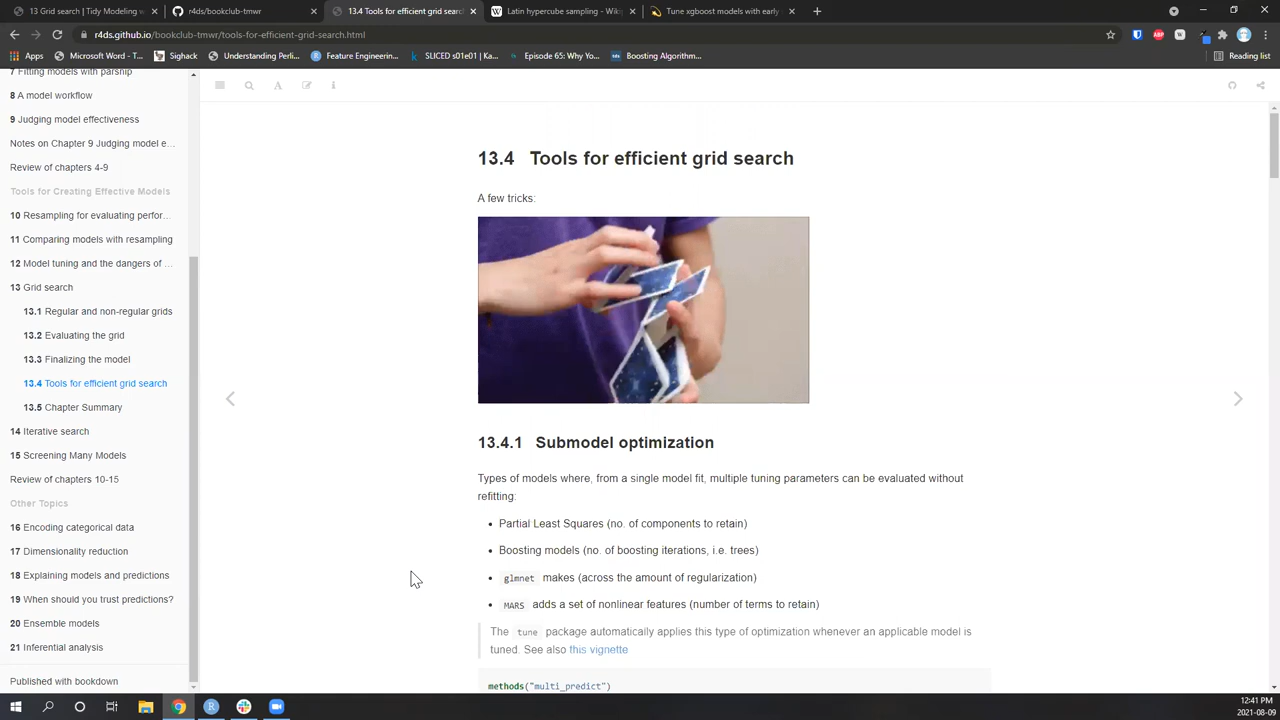 13 Grid search | Tidy Modeling w
r4ds/bookclub-tmwr
13.4 Tools for efficient grid search
Latin hypercube sampling - Wiki
Tune xgboost models with early
r4ds.github.io/bookclub-tmwr/tools-for-efficient-grid-search.html
Apps
Microsoft Word - T...
Sighack
Understanding Perli...
Feature Engineerin...
SLICED s01e01 | Ka...
Episode 65: Why Yo...
Boosting Algorithm...
Reading list
7 Fitting models with parsnip
8 A model workflow
9 Judging model effectiveness
Notes on Chapter 9 Judging model e...
Review of chapters 4-9
Tools for Creating Effective Models
10 Resampling for evaluating perfor...
11 Comparing models with resampling
12 Model tuning and the dangers of ...
13 Grid search
13.1 Regular and non-regular grids
13.2 Evaluating the grid
13.3 Finalizing the model
13.4 Tools for efficient grid search
13.5 Chapter Summary
14 Iterative search
15 Screening Many Models
Review of chapters 10-15
Other Topics
16 Encoding categorical data
17 Dimensionality reduction
18 Explaining models and predictions
19 When should you trust predictions?
20 Ensemble models
21 Inferential analysis
Published with bookdown
13.4 Tools for efficient grid search
A few tricks:
13.4.1 Submodel optimization
Types of models where, from a single model fit, multiple tuning parameters can be evaluated without
refitting:
• Partial Least Squares (no. of components to retain)
• Boosting models (no. of boosting iterations, i.e. trees)
• glmnet makes (across the amount of regularization)
• MARS adds a set of nonlinear features (number of terms to retain)
The tune package automatically applies this type of optimization whenever an applicable model is
tuned. See also this vignette
methods("multi_predict")
12:41 PM
2021-08-09